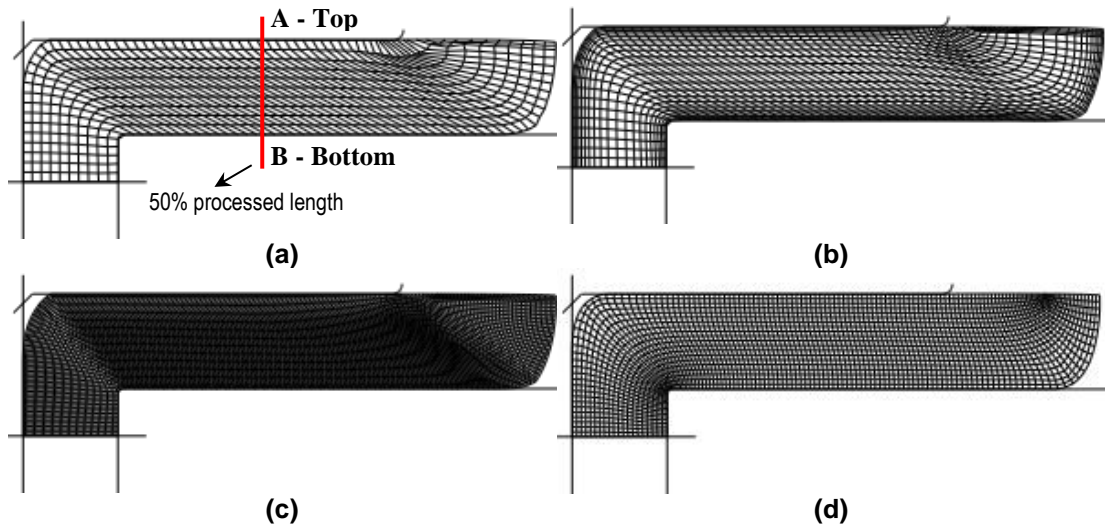 A - Top
B - Bottom
50% processed length
(a)
(b)
(c)
(d)